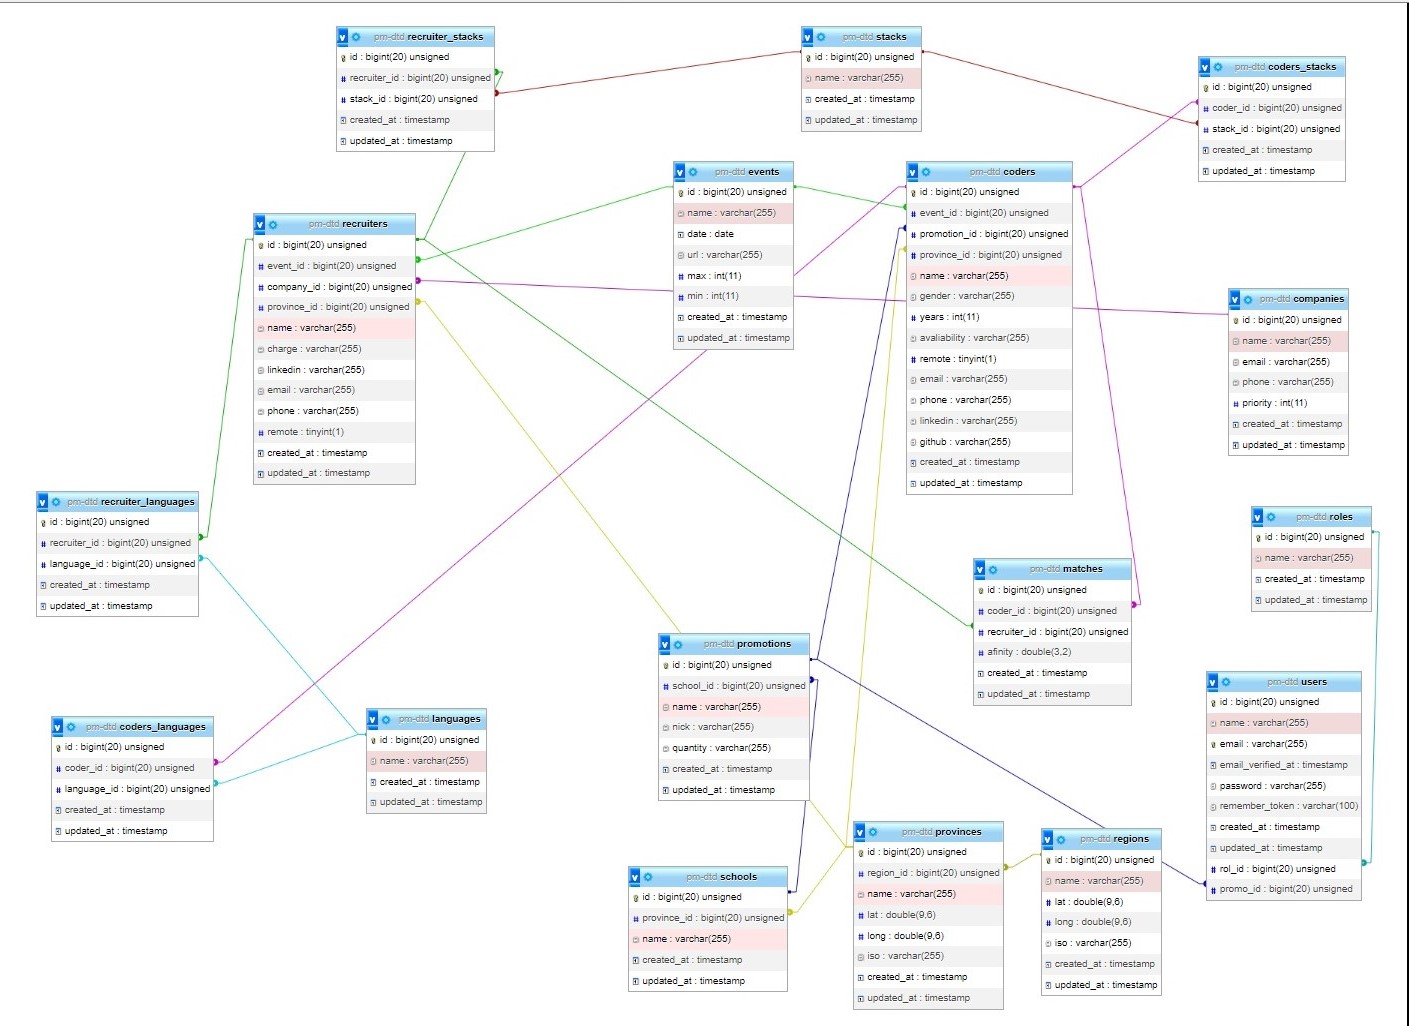 pm-dtd recruiter_stacks
id : bigint(20) unsigned
recruiter_id : bigint(20) unsigned
stack_id : bigint(20) unsigned
created_at : timestamp
updated_at : timestamp
pm-dtd stacks
id : bigint(20) unsigned
name : varchar(255)
created_at : timestamp
updated_at : timestamp
pm-dtd coders_stacks
id : bigint(20) unsigned
coder_id : bigint(20) unsigned
stack_id : bigint(20) unsigned
created_at : timestamp
updated_at : timestamp
pm-dtd events
id : bigint(20) unsigned
name : varchar(255)
date : date
url : varchar(255)
max : int(11)
min : int(11)
created_at : timestamp
updated_at : timestamp
pm-dtd coders
id : bigint(20) unsigned
event_id : bigint(20) unsigned
promotion_id : bigint(20) unsigned
province_id : bigint(20) unsigned
name : varchar(255)
gender : varchar(255)
years : int(11)
avaliability : varchar(255)
remote : tinyint(1)
email : varchar(255)
phone : varchar(255)
linkedin : varchar(255)
github : varchar(255)
created_at : timestamp
updated_at : timestamp
pm-dtd recruiters
id : bigint(20) unsigned
event_id : bigint(20) unsigned
company_id : bigint(20) unsigned
province_id : bigint(20) unsigned
name : varchar(255)
charge : varchar(255)
linkedin : varchar(255)
email : varchar(255)
phone : varchar(255)
remote : tinyint(1)
created_at : timestamp
updated_at : timestamp
pm-dtd companies
id : bigint(20) unsigned
name : varchar(255)
email : varchar(255)
phone : varchar(255)
priority : int(11)
created_at : timestamp
updated_at : timestamp
pm-dtd recruiter_languages
id : bigint(20) unsigned
recruiter_id : bigint(20) unsigned
language_id : bigint(20) unsigned
created_at : timestamp
updated_at : timestamp
pm-dtd roles
id : bigint(20) unsigned
name : varchar(255)
created_at : timestamp
updated_at : timestamp
pm-dtd matches
id : bigint(20) unsigned
coder_id : bigint(20) unsigned
recruiter_id : bigint(20) unsigned
afinity : double(3,2)
created_at : timestamp
updated_at : timestamp
pm-dtd promotions
id : bigint(20) unsigned
school_id : bigint(20) unsigned
name : varchar(255)
nick : varchar(255)
quantity : varchar(255)
created_at : timestamp
updated_at : timestamp
pm-dtd users
id : bigint(20) unsigned
name : varchar(255)
email : varchar(255)
email_verified_at : timestamp
password : varchar(255)
remember_token : varchar(100)
created_at : timestamp
updated_at : timestamp
rol_id : bigint(20) unsigned
promo_id : bigint(20) unsigned
pm-dtd coders_languages
id : bigint(20) unsigned
coder_id : bigint(20) unsigned
language_id : bigint(20) unsigned
created_at : timestamp
updated_at : timestamp
pm-dtd languages
id : bigint(20) unsigned
name : varchar(255)
created_at : timestamp
updated_at : timestamp
pm-dtd schools
id : bigint(20) unsigned
province_id : bigint(20) unsigned
name : varchar(255)
created_at : timestamp
updated_at : timestamp
pm-dtd provinces
id : bigint(20) unsigned
region_id : bigint(20) unsigned
name : varchar(255)
lat : double(9,6)
long : double(9,6)
iso : varchar(255)
created_at : timestamp
updated_at : timestamp
pm-dtd regions
id : bigint(20) unsigned
name : varchar(255)
lat : double(9,6)
long : double(9,6)
iso : varchar(255)
created_at : timestamp
updated_at : timestamp